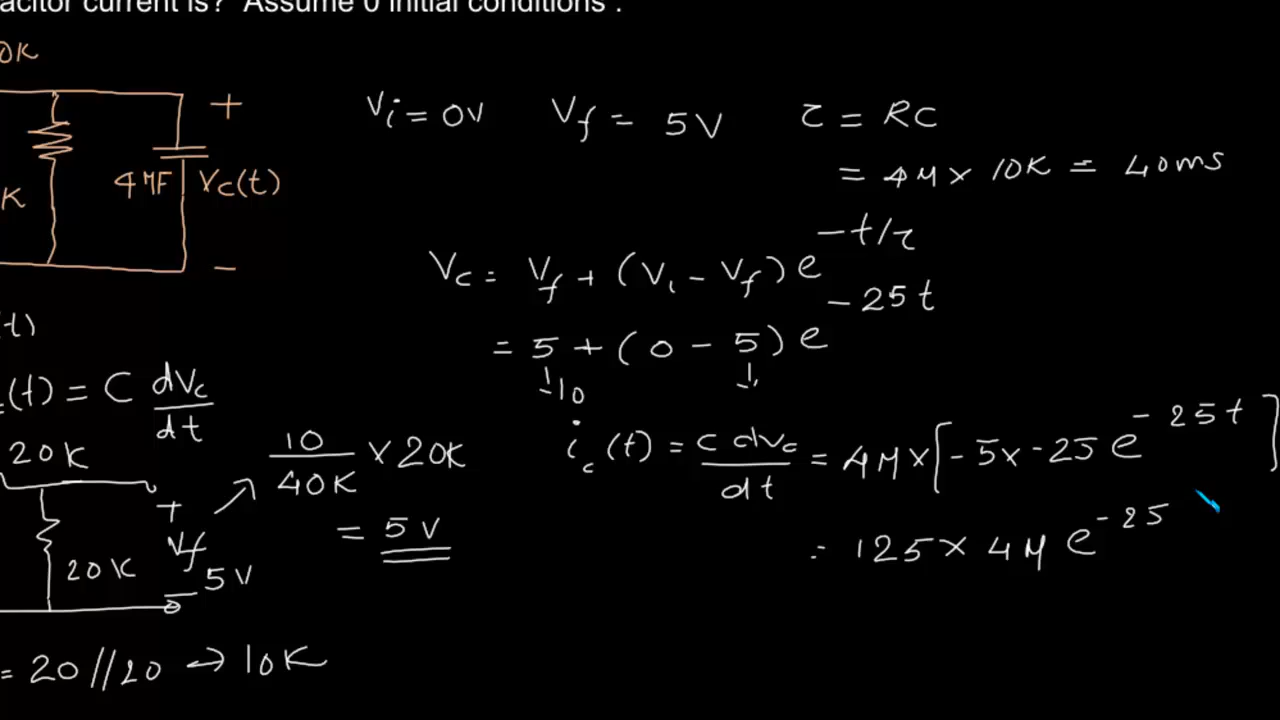 acitor current is? Assume 0 initial conditions .
0K
K
4MF
+
Vc(t)
-
Vi = 0V Vf = 5V τ = RC
= 4M × 10K = 40ms
Vc = Vf + (Vi - Vf) e -t/τ
= 5 + (0 - 5) e -25t
(t)
(t) = C dVc/dt
20K
20K
+
Vf
-
5V
10/40K × 20K
= 5V
ic(t) = C dvc/dt = 4M × [-5 × -25 e -25t]
= 125 × 4M e -25
= 20//20 → 10K